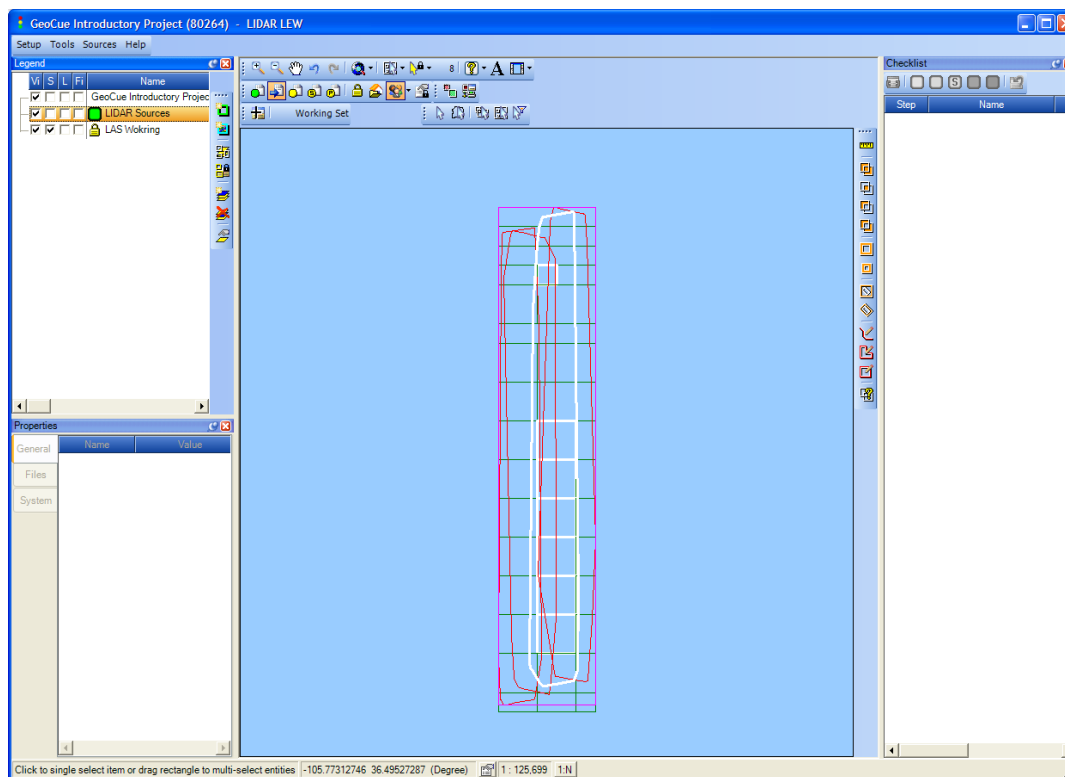 GeoCue Introductory Project (80264) - LIDAR LEW
Setup Tools Sources Help
Legend
Vi S L Fi Name
GeoCue Introductory Projec
LIDAR Sources
LAS Wokring
8
A
S P
Working Set
Checklist
S
Step Name
Properties
General
Files
System
Name Value
Click to single select item or drag rectangle to multi-select entities -105.77312746 36.49527287 (Degree) 1 : 125,699 1:N